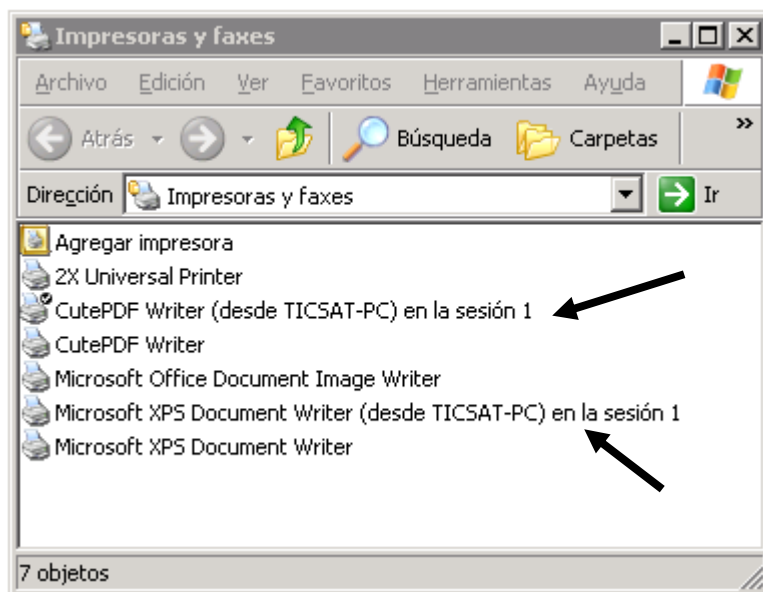 Impresoras y faxes
Archivo Edición Ver Favoritos Herramientas Ayuda
Atrás Búsqueda Carpetas »
Dirección Impresoras y faxes Ir
Agregar impresora
2X Universal Printer
CutePDF Writer (desde TICSAT-PC) en la sesión 1
CutePDF Writer
Microsoft Office Document Image Writer
Microsoft XPS Document Writer (desde TICSAT-PC) en la sesión 1
Microsoft XPS Document Writer
7 objetos